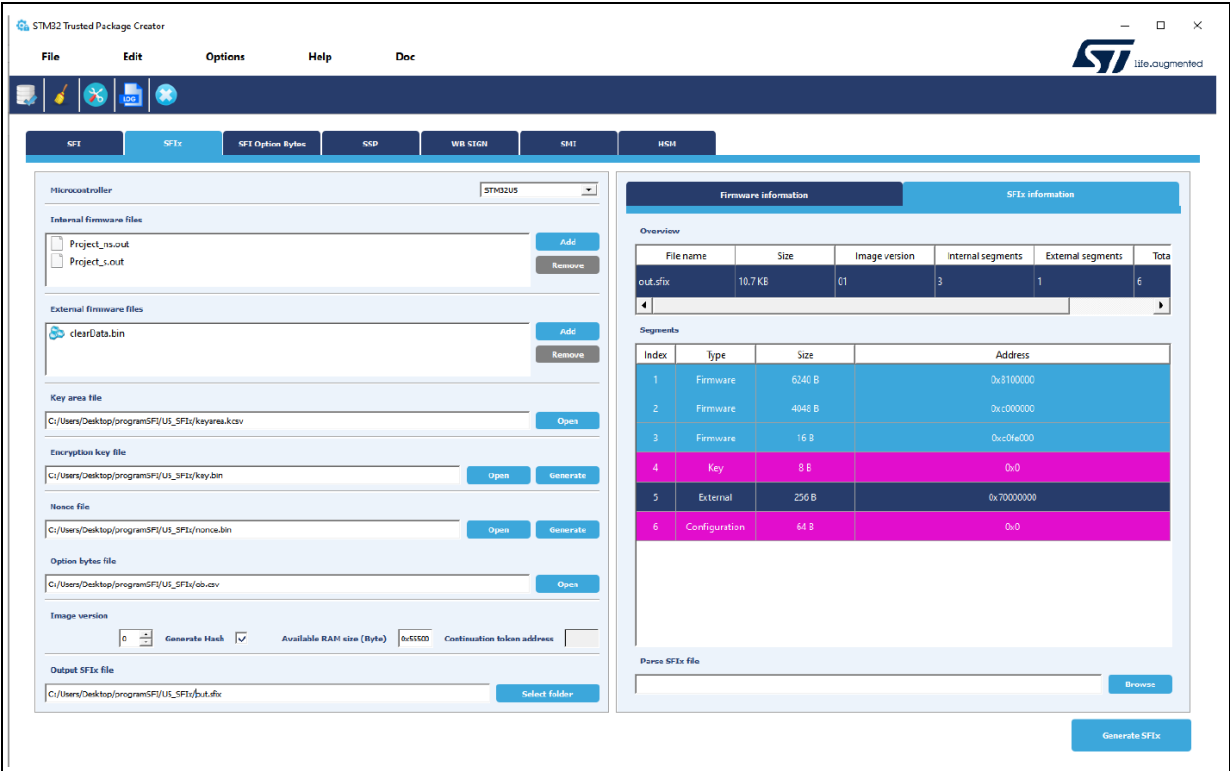 STM32 Trusted Package Creator
File Edit Options Help Doc
ST life.augmented
LOG
SFI SFIx SFI Option Bytes SSP WB SIGN SMI HSM
Microcontroller STM32U5
Internal firmware files
Project_ns.out
Add
Project_s.out
Remove
External firmware files
clearData.bin
Add
Remove
Key area file
C:/Users/Desktop/programSFI/U5_SFIx/keyarea.kcsv Open
Encryption key file
C:/Users/Desktop/programSFI/U5_SFIx/key.bin Open Generate
Nonce file
C:/Users/Desktop/programSFI/U5_SFIx/nonce.bin Open Generate
Option bytes file
C:/Users/Desktop/programSFI/U5_SFIx/ob.csv Open
Image version
0 Generate Hash Available RAM size (Byte) 0x55500 Continuation token address
Output SFIx file
C:/Users/Desktop/programSFI/U5_SFIx/out.sfix Select folder
Firmware information SFIx information
Overview
File name Size Image version Internal segments External segments Tota
out.sfix 10.7 KB 01 3 1 6
Segments
Index Type Size Address
1 Firmware 6240 B 0x8100000
2 Firmware 4048 B 0xc000000
3 Firmware 16 B 0xc0fe000
4 Key 8 B 0x0
5 External 256 B 0x70000000
6 Configuration 64 B 0x0
Parse SFIx file
Browse
Generate SFIx